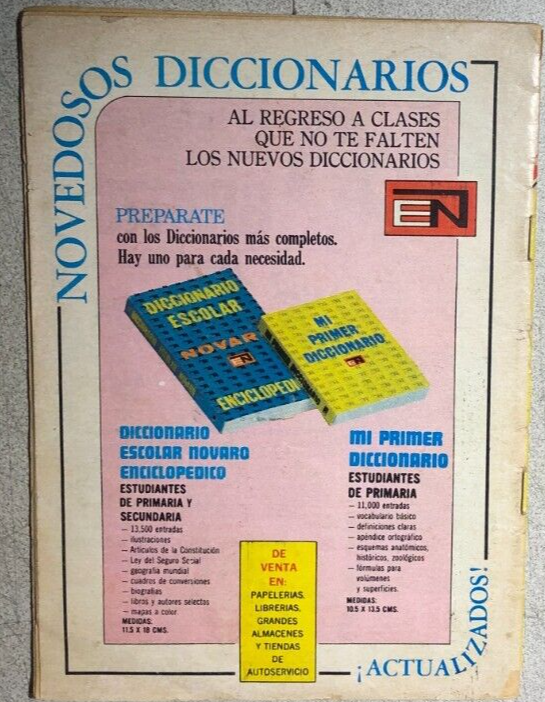 NOVEDOSOS DICCIONARIOS
AL REGRESO A CLASES
QUE NO TE FALTEN
LOS NUEVOS DICCIONARIOS
EN
PREPARATE
con los Diccionarios más completos.
Hay uno para cada necesidad.
DICCIONARIO
ESCOLAR
NOVAR
EN
ENCICLOPEDI
MI
PRIMER
DICCIONARIO
EN
DICCIONARIO
ESCOLAR NOVARO
ENCICLOPEDICO
ESTUDIANTES
DE PRIMARIA Y
SECUNDARIA
— 13,500 entradas
— ilustraciones
— Artículos de la Constitución
— Ley del Seguro Social
— geografía mundial
— cuadros de conversiones
— biografías
— libros y autores selectos
— mapas a color
MEDIDAS:
11.5 X 18 CMS.
MI PRIMER
DICCIONARIO
ESTUDIANTES
DE PRIMARIA
— 11,000 entradas
— vocabulario básico
— definiciones claras
— apéndice ortográfico
— esquemas anatómicos,
históricos, zoológicos
— fórmulas para
volúmenes
y superficies.
MEDIDAS:
10.5 X 13.5 CMS.
DE
VENTA
EN:
PAPELERIAS,
LIBRERIAS,
GRANDES
ALMACENES
Y TIENDAS
DE
AUTOSERVICIO
¡ACTUALIZADOS!